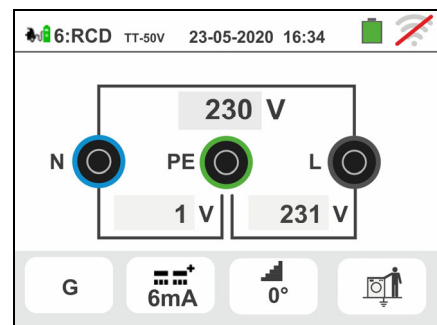 6:RCD TT-50V 23-05-2020 16:34
230 V
N PE L
1 V 231 V
G 6mA 0°